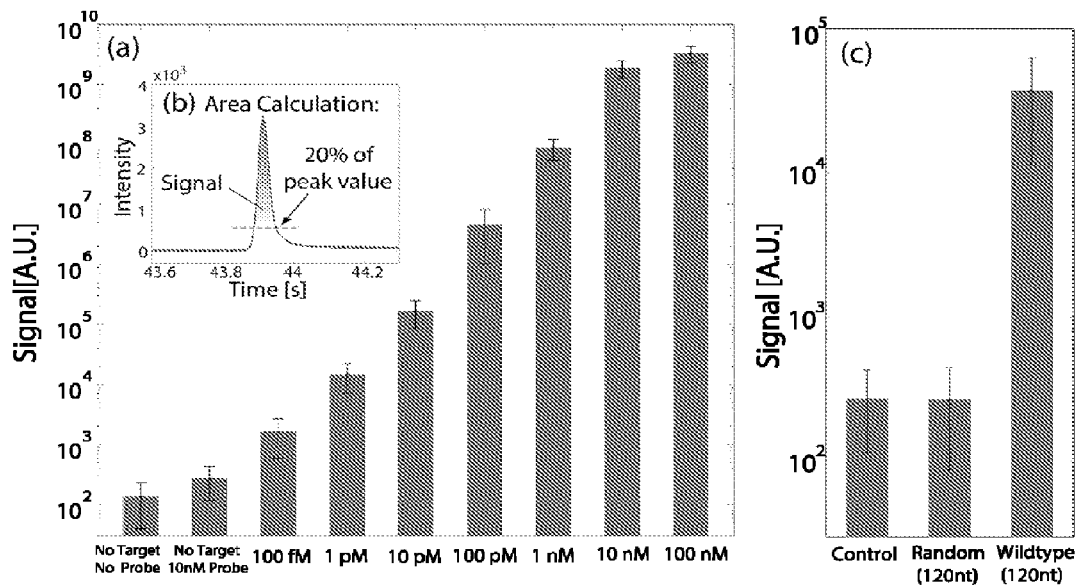 (a)
Signal[A.U.]
10^10
10^9
10^8
10^7
10^6
10^5
10^4
10^3
10^2
No Target
No Probe
No Target
10nM Probe
100 fM
1 pM
10 pM
100 pM
1 nM
10 nM
100 nM
x10^3
(b) Area Calculation:
4
3
2
1
0
Intensity
Signal
20% of
peak value
43.6
43.8
44
44.2
Time [s]
(c)
Signal [A.U.]
10^5
10^4
10^3
10^2
Control
Random
(120nt)
Wildtype
(120nt)